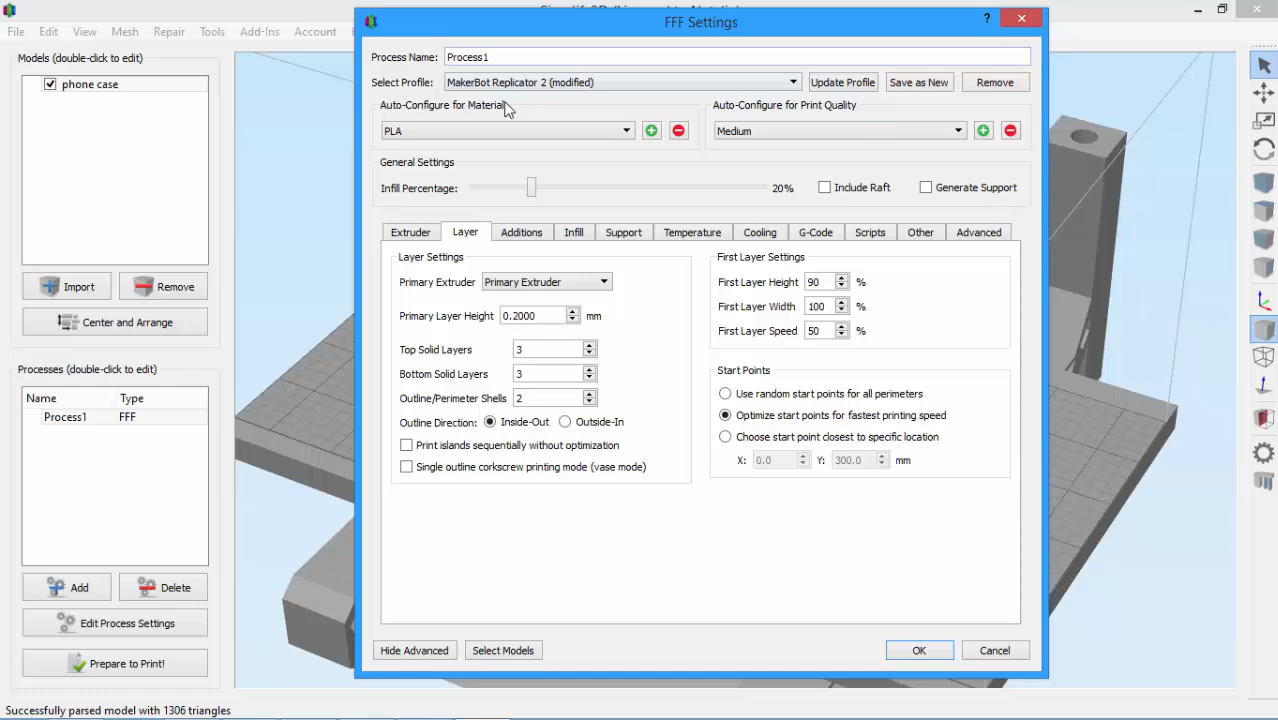 FFF Settings
?
File Edit View Mesh Repair Tools Add-Ins Account
Models (double-click to edit)
phone case
Import
Remove
Center and Arrange
Processes (double-click to edit)
Name Type
Process1 FFF
Add
Delete
Edit Process Settings
Prepare to Print!
Successfully parsed model with 1306 triangles
Process Name: Process1
Select Profile: MakerBot Replicator 2 (modified) Update Profile Save as New Remove
Auto-Configure for Material
PLA
Auto-Configure for Print Quality
Medium
General Settings
Infill Percentage: 20% Include Raft Generate Support
Extruder Layer Additions Infill Support Temperature Cooling G-Code Scripts Other Advanced
Layer Settings
Primary Extruder Primary Extruder
Primary Layer Height 0.2000 mm
Top Solid Layers 3
Bottom Solid Layers 3
Outline/Perimeter Shells 2
Outline Direction: Inside-Out Outside-In
Print islands sequentially without optimization
Single outline corkscrew printing mode (vase mode)
First Layer Settings
First Layer Height 90 %
First Layer Width 100 %
First Layer Speed 50 %
Start Points
Use random start points for all perimeters
Optimize start points for fastest printing speed
Choose start point closest to specific location
X: 0.0 Y: 300.0 mm
Hide Advanced Select Models OK Cancel